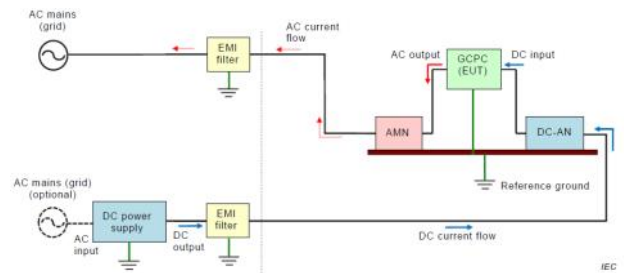 AC mains
(grid)
EMI
filter
AC current
flow
AC output
GCPC
(EUT)
DC input
AMN
DC-AN
Reference ground
AC mains (grid)
(optional)
AC
input
DC power
supply
DC
output
EMI
filter
DC current flow
IEC